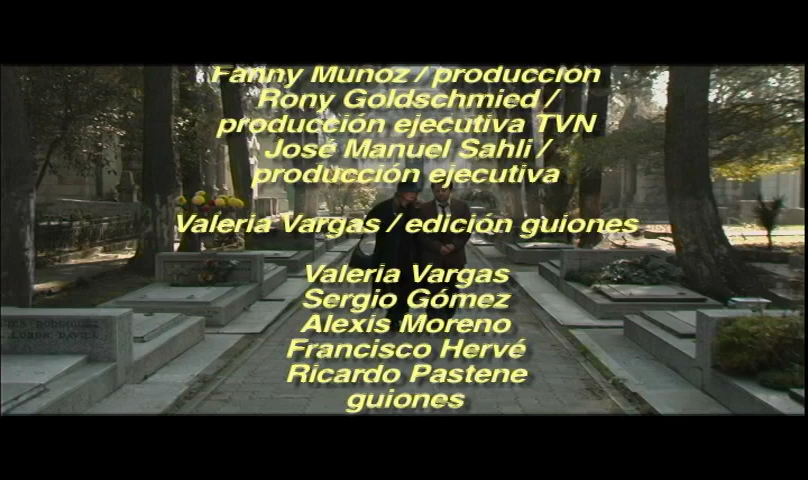 Fanny Muñoz / producción
Rony Goldschmied /
producción ejecutiva TVN
José Manuel Sahli /
producción ejecutiva
Valeria Vargas / edición guiones
Valeria Vargas
Sergio Gómez
Alexis Moreno
Francisco Hervé
Ricardo Pastene
guiones